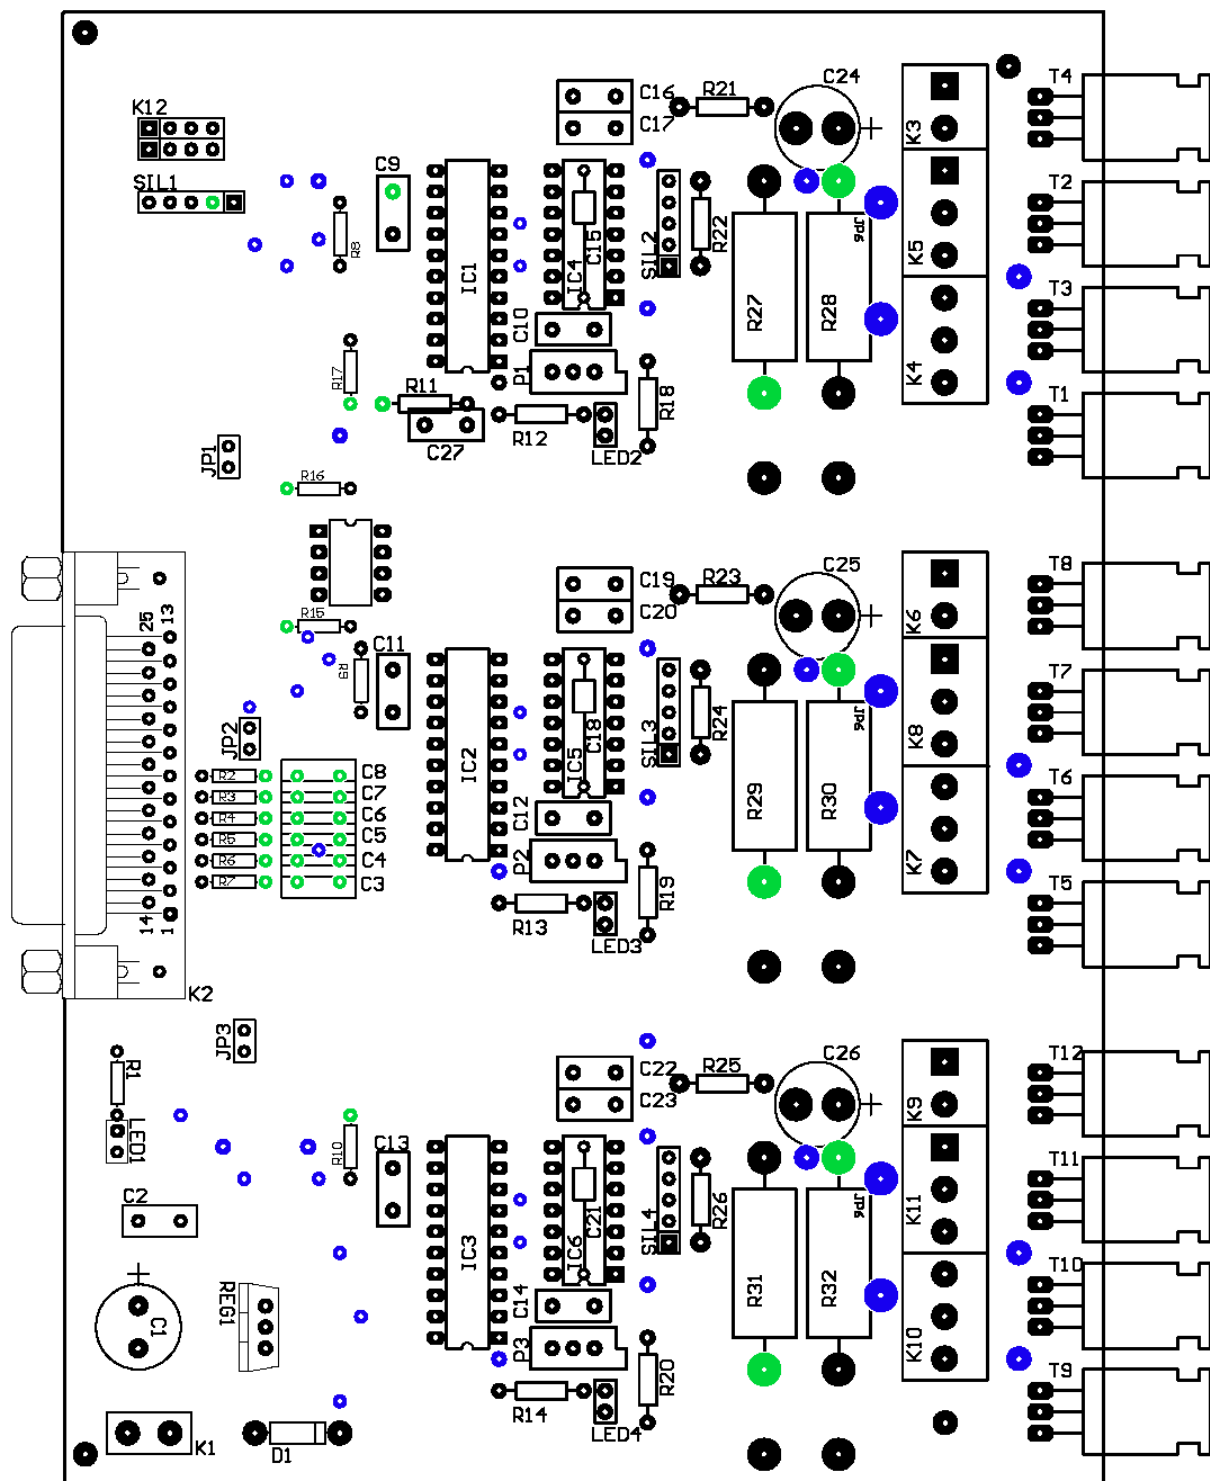 C24
T4
C16
R21
K12
C17
K3
C9
SIL1
T2
R8
JP6
R22
SIL2
K5
C15
IC4
IC1
R27
R28
T3
C10
P1
R17
K4
R11
R18
T1
R12
C27
LED2
JP1
R16
C25
T8
C19
R23
25
13
R15
C20
K6
C11
R9
T7
JP6
R24
SIL3
C18
JP2
K8
IC2
IC5
R2
C8
R3
C7
R4
C6
R5
C5
R6
C4
R7
C3
T6
R29
R30
C12
P2
K7
R19
T5
14
1
R13
LED3
K2
JP3
C26
T12
C22
R25
R1
C23
K9
LED1
R10
C13
T11
C2
JP6
R26
SIL4
C21
K11
IC3
IC6
T10
REG1
C1
C14
R31
R32
P3
K10
R20
T9
R14
LED4
K1
D1